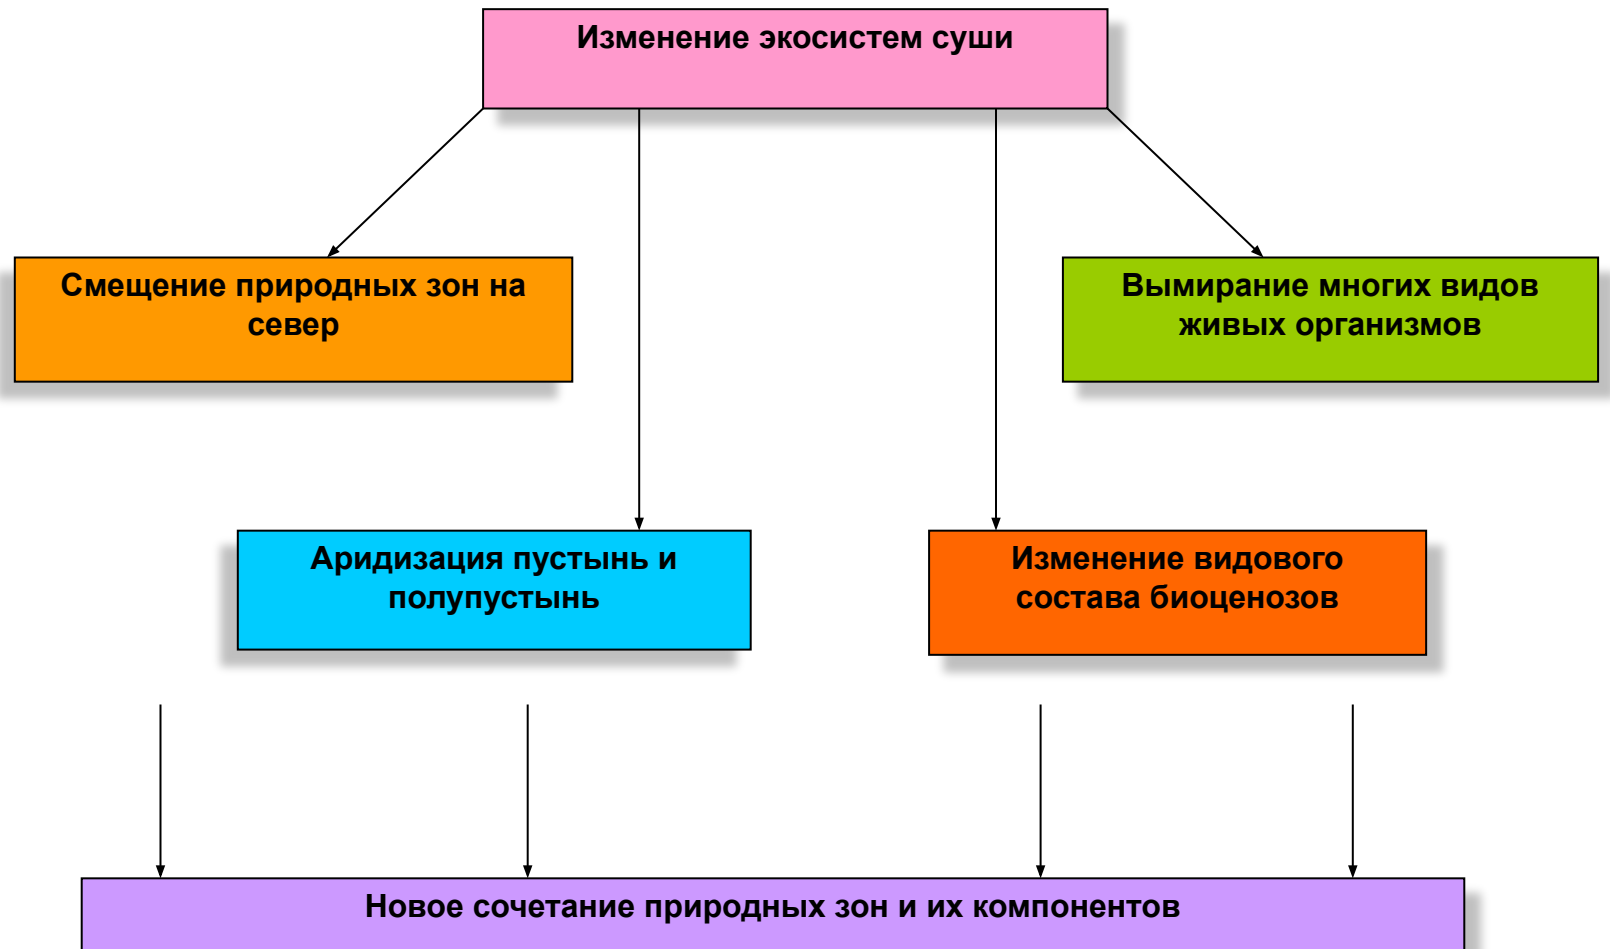 Изменение экосистем суши
Смещение природных зон на
север
Вымирание многих видов
живых организмов
Аридизация пустынь и
полупустынь
Изменение видового
состава биоценозов
Новое сочетание природных зон и их компонентов